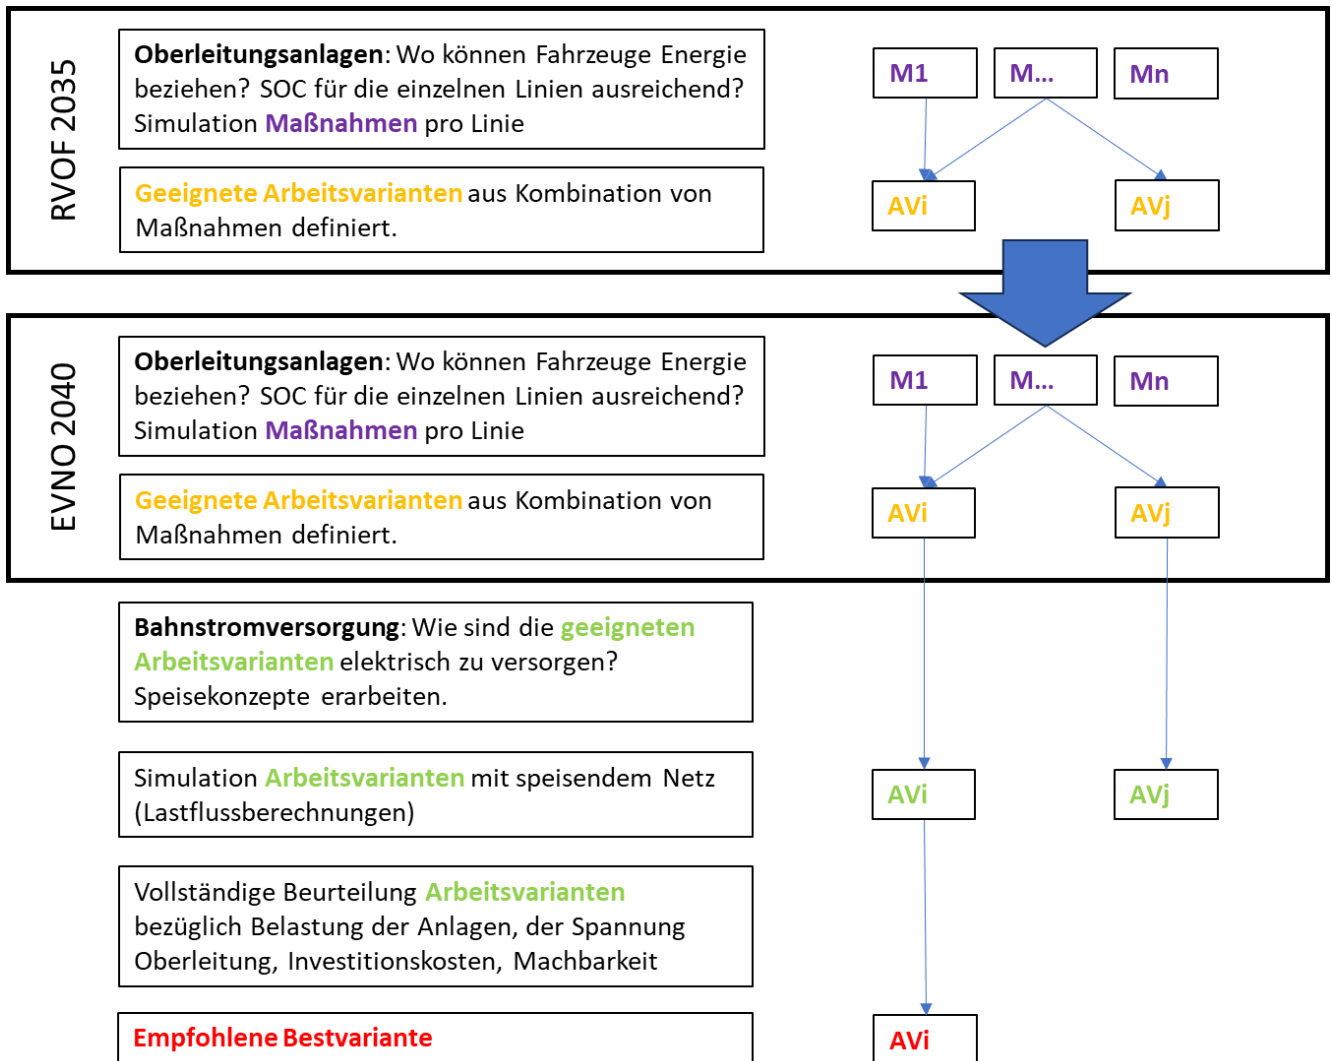 RVOF 2035
Oberleitungsanlagen: Wo können Fahrzeuge Energie
beziehen? SOC für die einzelnen Linien ausreichend?
Simulation Maßnahmen pro Linie
M1
M...
Mn
Geeignete Arbeitsvarianten aus Kombination von
Maßnahmen definiert.
AVi
AVj
EVNO 2040
Oberleitungsanlagen: Wo können Fahrzeuge Energie
beziehen? SOC für die einzelnen Linien ausreichend?
Simulation Maßnahmen pro Linie
M1
M...
Mn
Geeignete Arbeitsvarianten aus Kombination von
Maßnahmen definiert.
AVi
AVj
Bahnstromversorgung: Wie sind die geeigneten
Arbeitsvarianten elektrisch zu versorgen?
Speisekonzepte erarbeiten.
Simulation Arbeitsvarianten mit speisendem Netz
(Lastflussberechnungen)
AVi
AVj
Vollständige Beurteilung Arbeitsvarianten
bezüglich Belastung der Anlagen, der Spannung
Oberleitung, Investitionskosten, Machbarkeit
Empfohlene Bestvariante
AVi